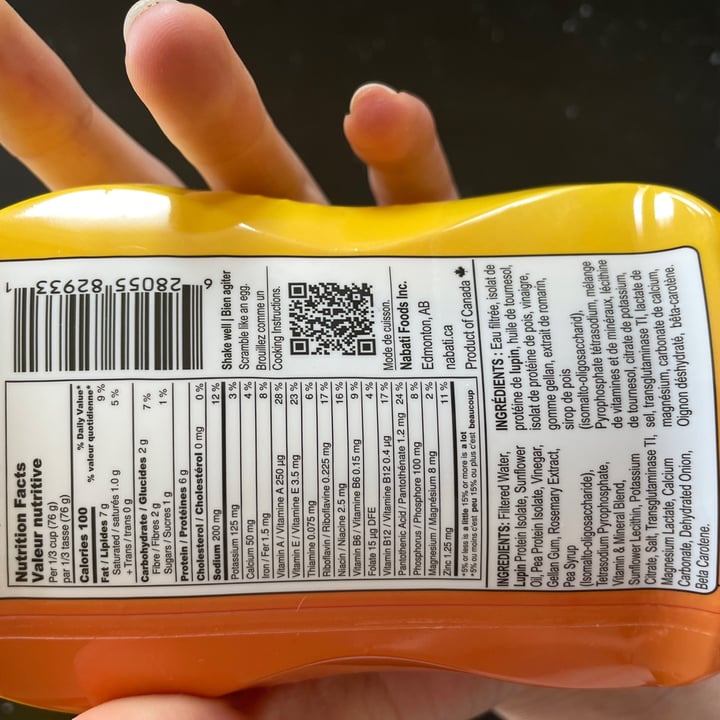 Nutrition Facts
Valeur nutritive
Per 1/3 cup (76 g)
par 1/3 tasse (76 g)
Calories 100
% Daily Value*
% valeur quotidienne*
Fat / Lipides 7 g 9 %
Saturated / saturés 1.0 g 5 %
+ Trans / trans 0 g
Carbohydrate / Glucides 2 g
Fibre / Fibres 2 g 7 %
Sugars / Sucres 1 g 1 %
Protein / Protéines 6 g
Cholesterol / Cholestérol 0 mg 0 %
Sodium 200 mg 12 %
Potassium 125 mg 3 %
Calcium 50 mg 4 %
Iron / Fer 1.5 mg 8 %
Vitamin A / Vitamine A 250 µg 28 %
Vitamin E / Vitamine E 3.5 mg 23 %
Thiamine 0.075 mg 6 %
Riboflavin / Riboflavine 0.225 mg 17 %
Niacin / Niacine 2.5 mg 16 %
Vitamin B6 / Vitamine B6 0.15 mg 9 %
Folate 15 µg DFE 4 %
Vitamin B12 / Vitamine B12 0.4 µg 17 %
Pantothenic Acid / Pantothénate 1.2 mg 24 %
Phosphorus / Phosphore 100 mg 8 %
Magnesium / Magnésium 8 mg 2 %
Zinc 1.25 mg 11 %
*5% or less is a little 15% or more is a lot
*5% ou moins c'est peu 15% ou plus c'est beaucoup
6 28055 82933 1
Shake well | Bien agiter
Scramble like an egg.
Brouillez comme un
Cooking Instructions.
Mode de cuisson.
Nabati Foods Inc.
Edmonton, AB
nabati.ca
Product of Canada
INGREDIENTS: Filtered Water,
Lupin Protein Isolate, Sunflower
Oil, Pea Protein Isolate, Vinegar,
Gellan Gum, Rosemary Extract,
Pea Syrup
(Isomalto-oligosaccharide),
Tetrasodium Pyrophosphate,
Vitamin & Mineral Blend,
Sunflower Lecithin, Potassium
Citrate, Salt, Transglutaminase TI,
Magnesium Lactate, Calcium
Carbonate, Dehydrated Onion,
Beta Carotene.
INGRÉDIENTS : Eau filtrée, isolat de
protéine de lupin, huile de tournesol,
isolat de protéine de pois, vinaigre,
gomme gellan, extrait de romarin,
sirop de pois
(isomalto-oligosaccharid),
Pyrophosphate tétrasodium, mélange
de vitamines et de minéraux, lécithine
de tournesol, citrate de potassium,
sel, transglutaminase TI, lactate de
magnésium, carbonate de calcium,
Oignon déshydraté, bêta-carotène.